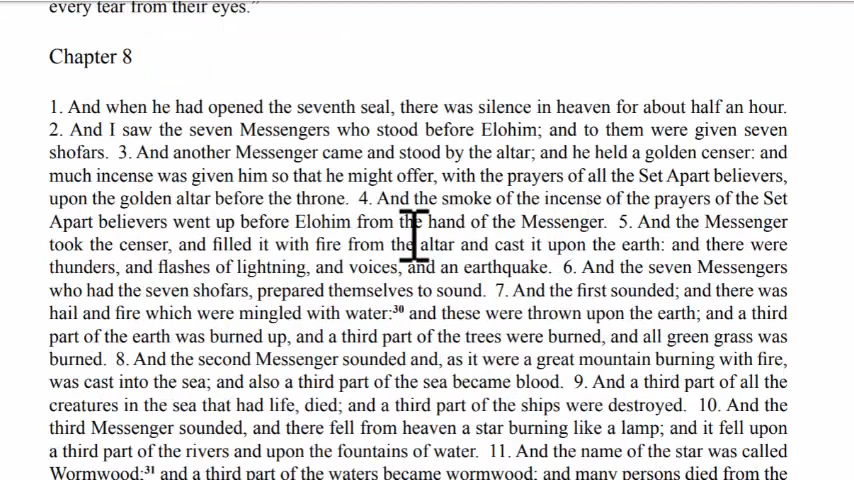 every tear from their eyes.”
Chapter 8
1. And when he had opened the seventh seal, there was silence in heaven for about half an hour.
2. And I saw the seven Messengers who stood before Elohim; and to them were given seven
shofars. 3. And another Messenger came and stood by the altar; and he held a golden censer: and
much incense was given him so that he might offer, with the prayers of all the Set Apart believers,
upon the golden altar before the throne. 4. And the smoke of the incense of the prayers of the Set
Apart believers went up before Elohim from the hand of the Messenger. 5. And the Messenger
took the censer, and filled it with fire from the altar and cast it upon the earth: and there were
thunders, and flashes of lightning, and voices, and an earthquake. 6. And the seven Messengers
who had the seven shofars, prepared themselves to sound. 7. And the first sounded; and there was
hail and fire which were mingled with water:³⁰ and these were thrown upon the earth; and a third
part of the earth was burned up, and a third part of the trees were burned, and all green grass was
burned. 8. And the second Messenger sounded and, as it were a great mountain burning with fire,
was cast into the sea; and also a third part of the sea became blood. 9. And a third part of all the
creatures in the sea that had life, died; and a third part of the ships were destroyed. 10. And the
third Messenger sounded, and there fell from heaven a star burning like a lamp; and it fell upon
a third part of the rivers and upon the fountains of water. 11. And the name of the star was called
Wormwood:³¹ and a third part of the waters became wormwood: and many persons died from the